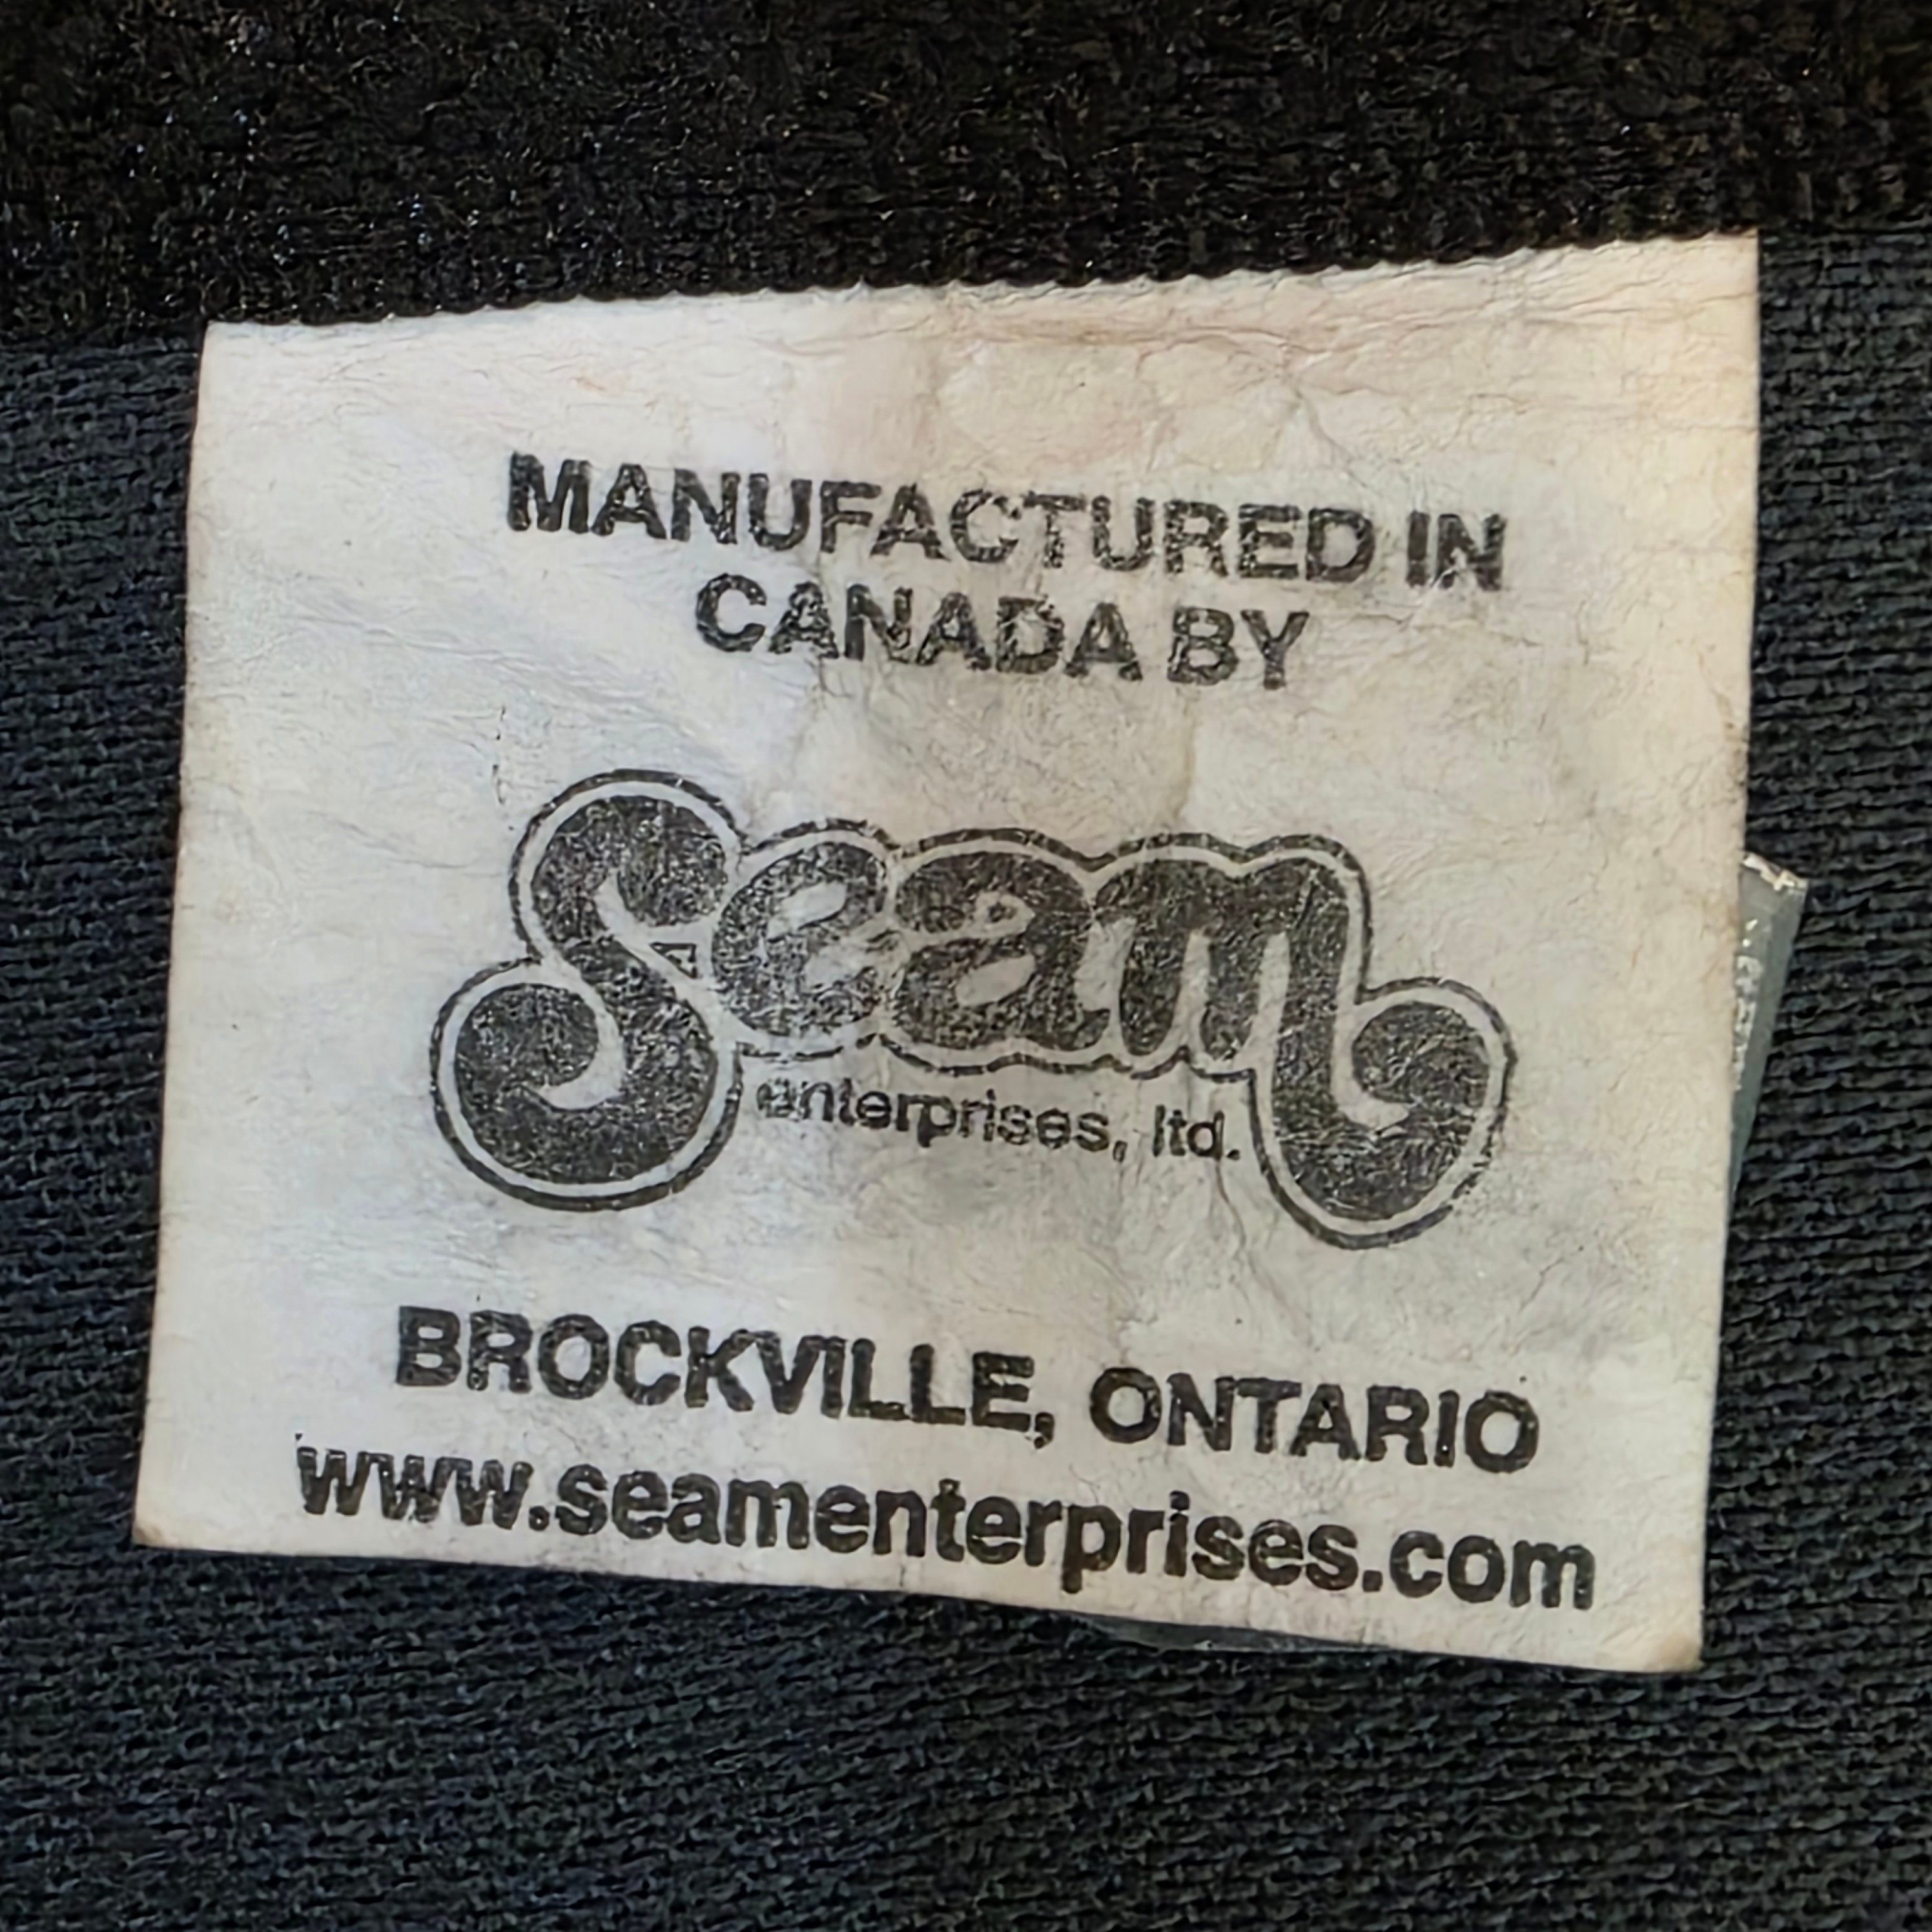 MANUFACTURED IN
CANADA BY
Seam
enterprises, ltd.
BROCKVILLE, ONTARIO
www.seamenterprises.com